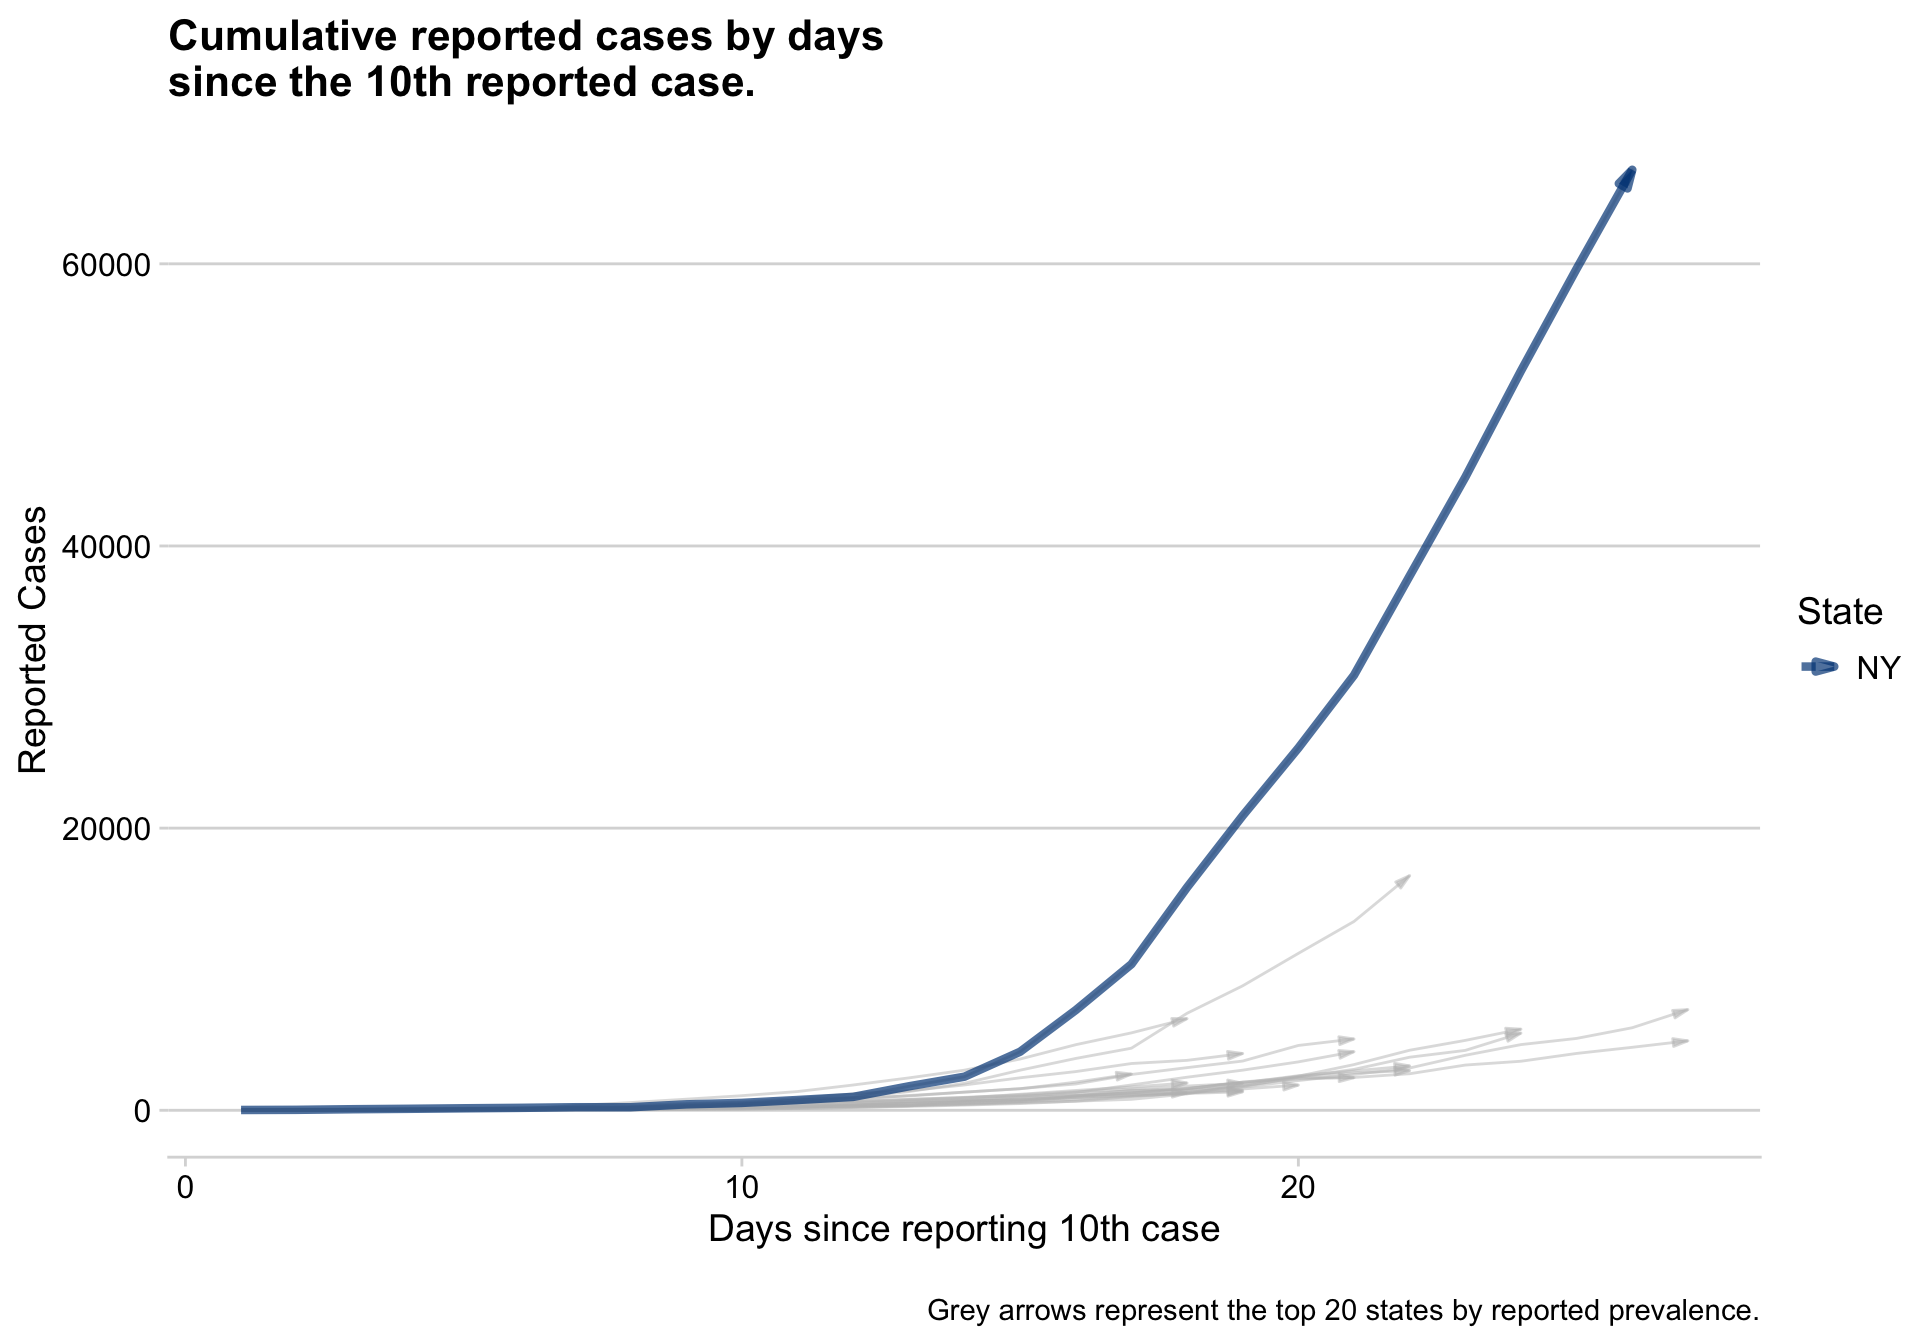 Cumulative reported cases by days
since the 10th reported case.
60000
40000
20000
0
Reported Cases
0 10 20
Days since reporting 10th case
State
NY
Grey arrows represent the top 20 states by reported prevalence.